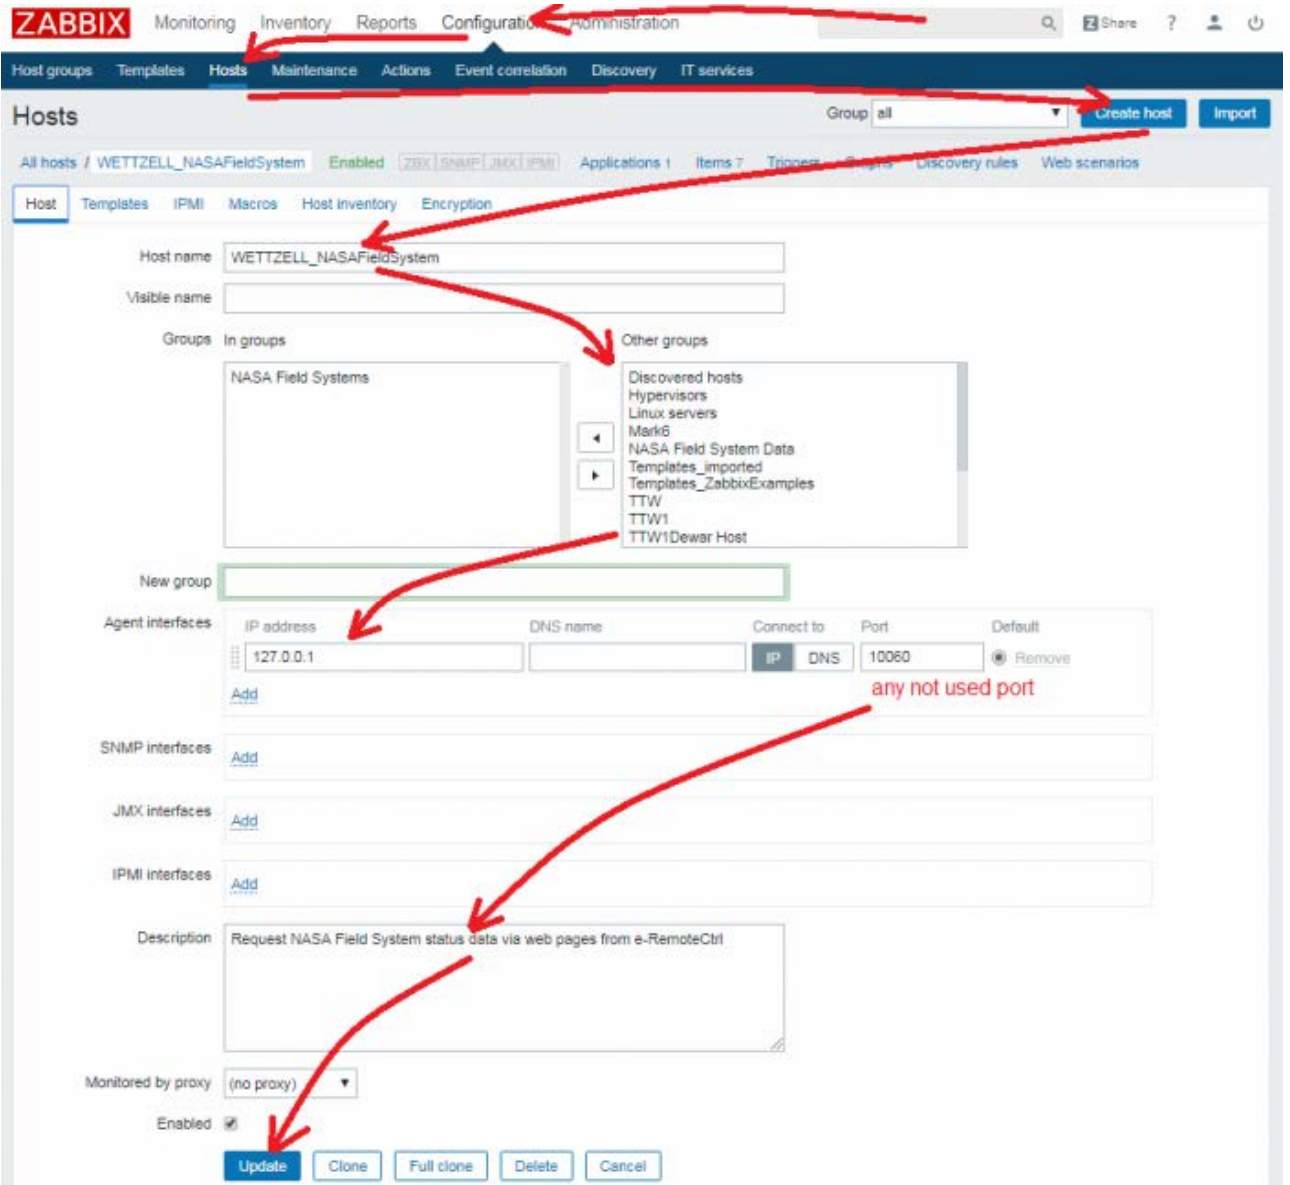 ZABBIX Monitoring Inventory Reports Configuration Administration Share ?
Host groups Templates Hosts Maintenance Actions Event correlation Discovery IT services
Hosts Group all Create host Import
All hosts / WETTZELL_NASAFieldSystem Enabled ZBX SNMP JMX IPMI Applications 1 Items 7 Triggers Graphs Discovery rules Web scenarios
Host Templates IPMI Macros Host inventory Encryption
Host name WETTZELL_NASAFieldSystem
Visible name
Groups In groups Other groups
NASA Field Systems
Discovered hosts
Hypervisors
Linux servers
Mark6
NASA Field System Data
Templates_imported
Templates_ZabbixExamples
TTW
TTW1
TTW1Dewar Host
New group
Agent interfaces IP address DNS name Connect to Port Default
127.0.0.1 IP DNS 10060 Remove
any not used port
Add
SNMP interfaces Add
JMX interfaces Add
IPMI interfaces Add
Description Request NASA Field System status data via web pages from e-RemoteCtrl
Monitored by proxy (no proxy)
Enabled
Update Clone Full clone Delete Cancel